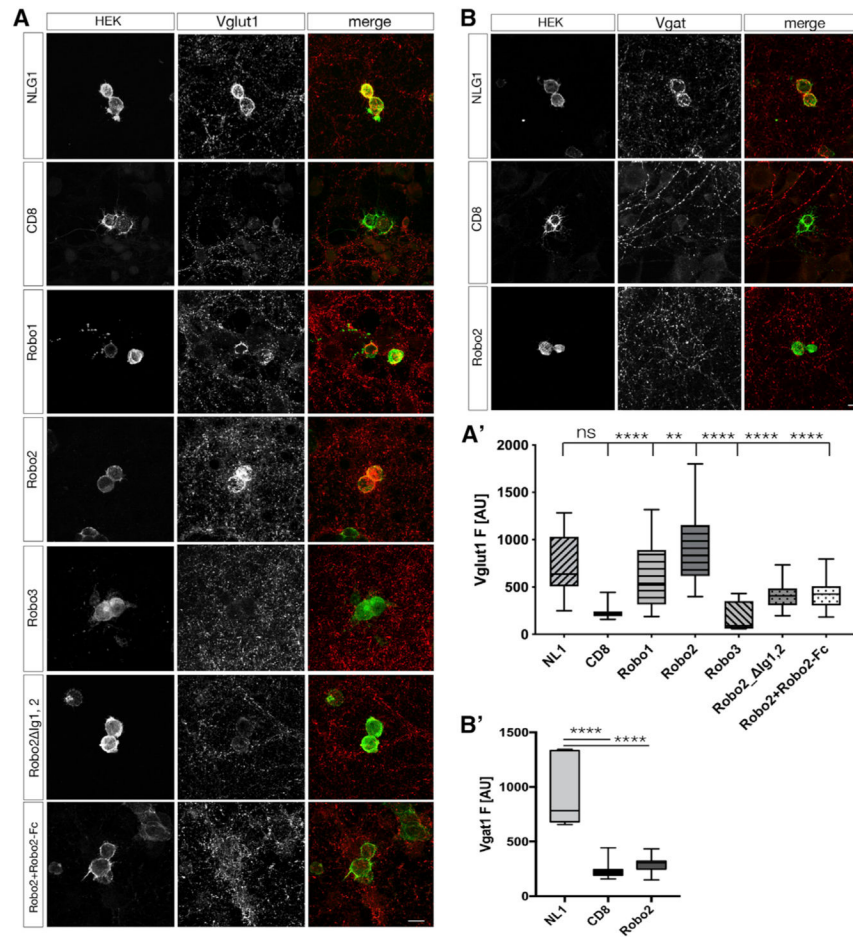 A
HEK
Vglut1
merge
NLG1
CD8
Robo1
Robo2
Robo3
Robo2ΔIg1, 2
Robo2+Robo2-Fc
B
HEK
Vgat
merge
NLG1
CD8
Robo2
A'
ns **** ** **** **** ****
Vglut1 F [AU]
2000
1500
1000
500
0
NL1
CD8
Robo1
Robo2
Robo3
Robo2_ΔIg1,2
Robo2+Robo2-Fc
B'
****
****
Vgat1 F [AU]
1500
1000
500
0
NL1
CD8
Robo2